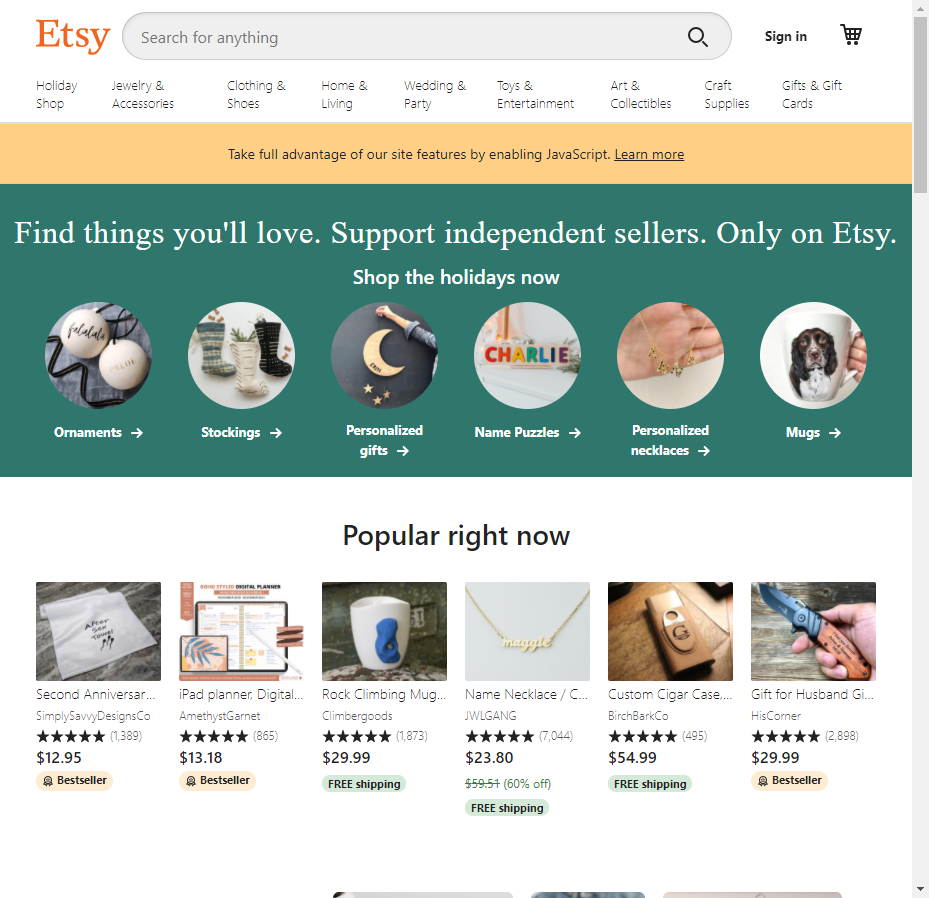 Etsy
Search for anything
Sign in
Holiday Shop
Jewelry & Accessories
Clothing & Shoes
Home & Living
Wedding & Party
Toys & Entertainment
Art & Collectibles
Craft Supplies
Gifts & Gift Cards
Take full advantage of our site features by enabling JavaScript. Learn more
Find things you'll love. Support independent sellers. Only on Etsy.
Shop the holidays now
falalala
CHARLIE
Ornaments →
Stockings →
Personalized gifts →
Name Puzzles →
Personalized necklaces →
Mugs →
Popular right now
After Sex Towel
BOHO STYLED DIGITAL PLANNER
maggie
G
Second Anniversar...
SimplySavvyDesignsCo
★★★★★ (1,389)
$12.95
Bestseller
iPad planner, Digital...
AmethystGarnet
★★★★★ (865)
$13.18
Bestseller
Rock Climbing Mug...
Climbergoods
★★★★★ (1,873)
$29.99
FREE shipping
Name Necklace / C...
JWLGANG
★★★★★ (7,044)
$23.80
$59.51 (60% off)
FREE shipping
Custom Cigar Case,...
BirchBarkCo
★★★★★ (495)
$54.99
FREE shipping
Gift for Husband Gi...
HisCorner
★★★★★ (2,898)
$29.99
Bestseller